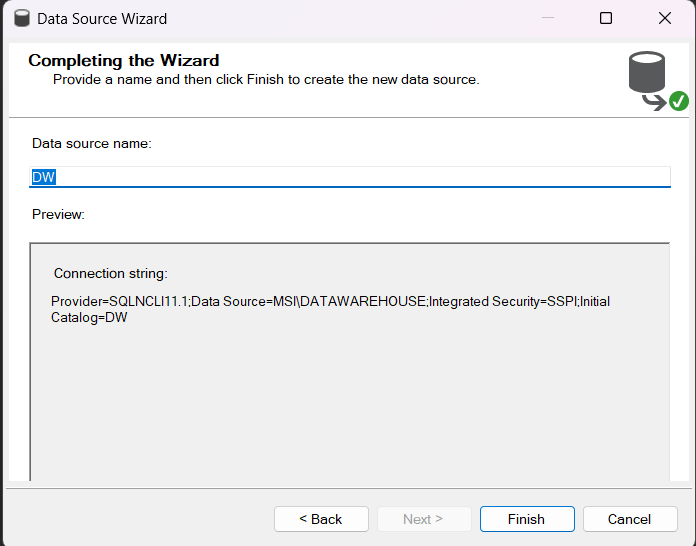 Data Source Wizard
Completing the Wizard
Provide a name and then click Finish to create the new data source.
Data source name:
DW
Preview:
Connection string:
Provider=SQLNCLI11.1;Data Source=MSI\DATAWAREHOUSE;Integrated Security=SSPI;Initial
Catalog=DW
< Back
Next >
Finish
Cancel